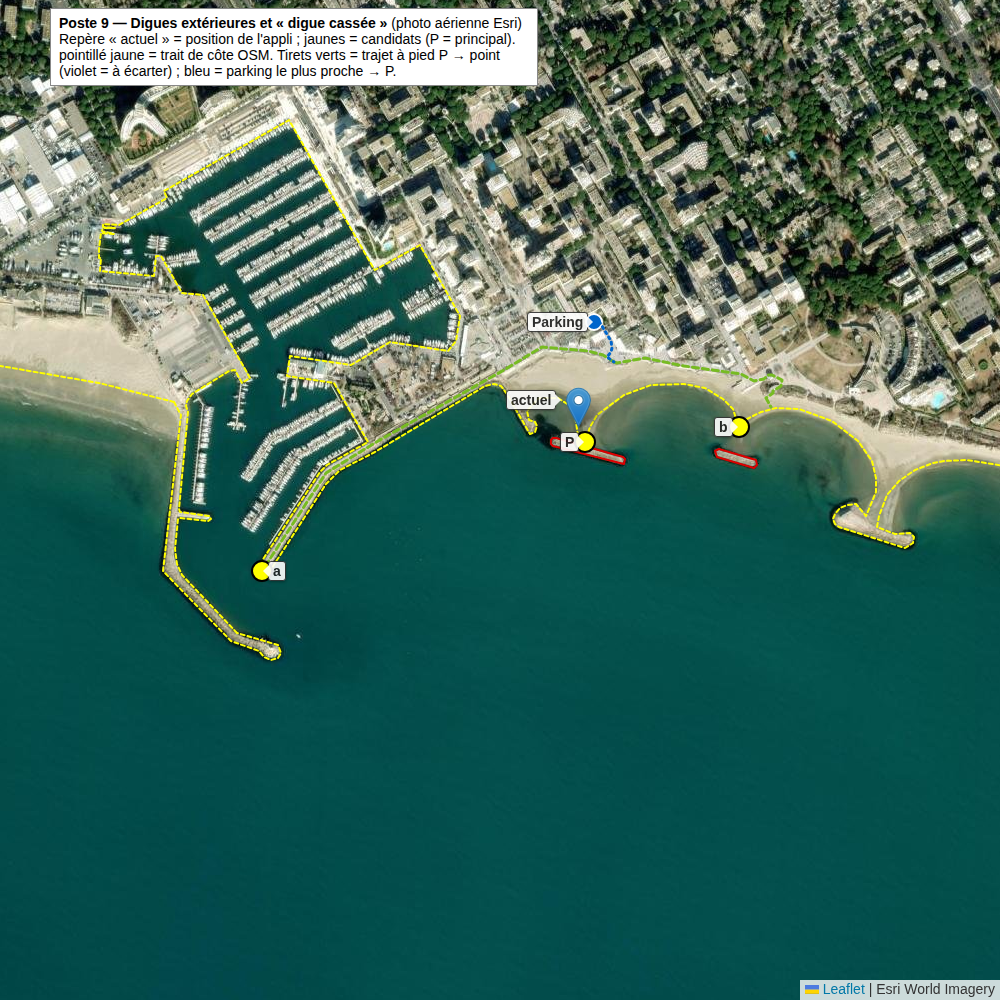 Poste 9 — Digues extérieures et « digue cassée » (photo aérienne Esri)
Repère « actuel » = position de l'appli ; jaunes = candidats (P = principal).
pointillé jaune = trait de côte OSM. Tirets verts = trajet à pied P → point
(violet = à écarter) ; bleu = parking le plus proche → P.
Parking
actuel
b
P
a
Leaflet | Esri World Imagery